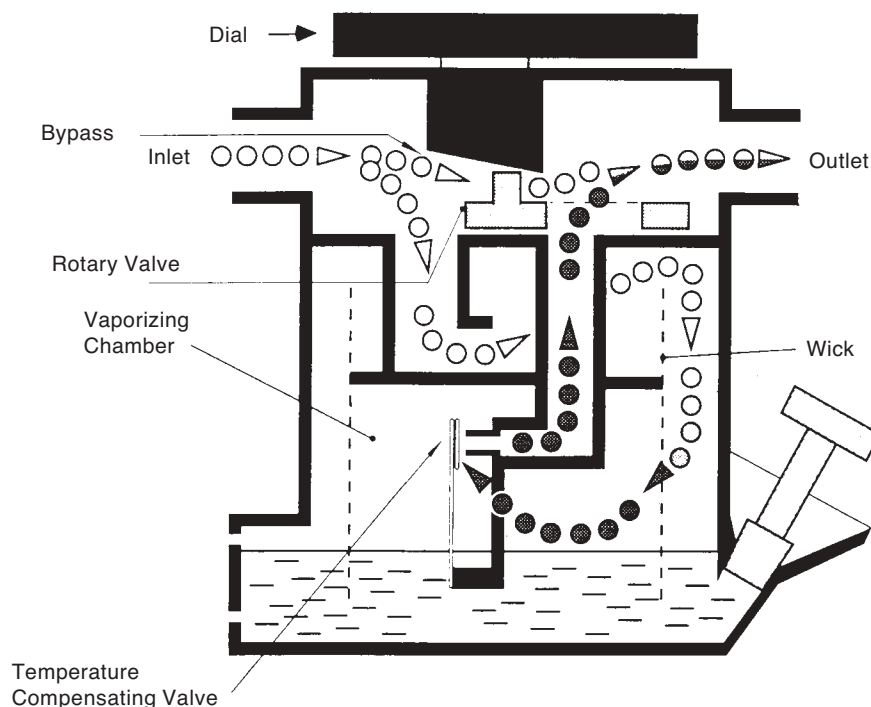 Dial
Bypass
Inlet
Outlet
Rotary Valve
Vaporizing
Chamber
Wick
Temperature
Compensating Valve